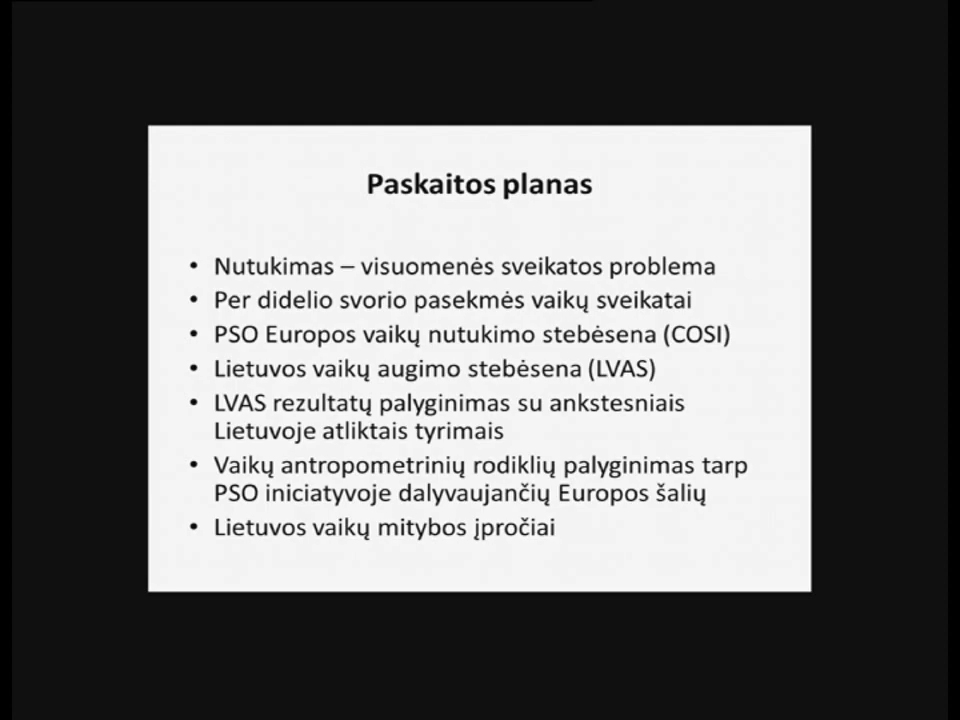 Paskaitos planas
• Nutukimas – visuomenės sveikatos problema
• Per didelio svorio pasekmės vaikų sveikatai
• PSO Europos vaikų nutukimo stebėsena (COSI)
• Lietuvos vaikų augimo stebėsena (LVAS)
• LVAS rezultatų palyginimas su ankstesniais
Lietuvoje atliktais tyrimais
• Vaikų antropometrinių rodiklių palyginimas tarp
PSO iniciatyvoje dalyvaujančių Europos šalių
• Lietuvos vaikų mitybos įpročiai